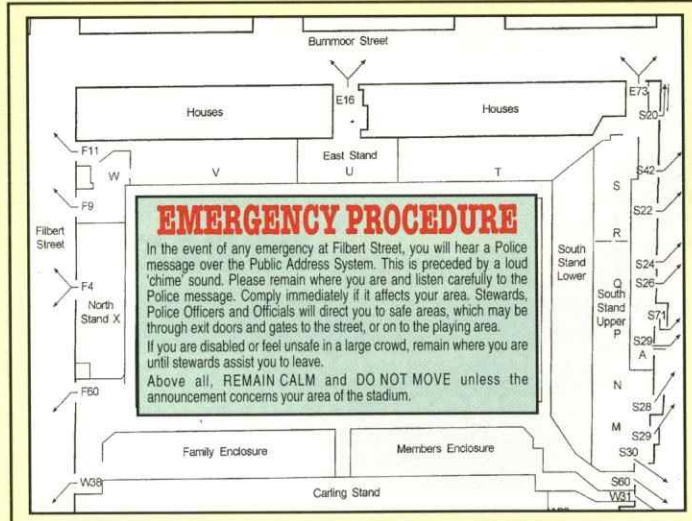 Burnmoor Street
E16
E73
Houses
Houses
S20
East Stand
F11
W
V
U
T
S42
S
F9
S22
R
Filbert
Street
South
Stand
Lower
S24
F4
Q
S26
North
Stand X
South
Stand
Upper
S71
P
S29
A
F60
N
S28
M
S29
S30
Family Enclosure
Members Enclosure
W38
Carling Stand
S60
W31
EMERGENCY PROCEDURE
In the event of any emergency at Filbert Street, you will hear a Police
message over the Public Address System. This is preceded by a loud
'chime' sound. Please remain where you are and listen carefully to the
Police message. Comply immediately if it affects your area. Stewards,
Police Officers and Officials will direct you to safe areas, which may be
through exit doors and gates to the street, or on to the playing area.
If you are disabled or feel unsafe in a large crowd, remain where you are
until stewards assist you to leave.
Above all, REMAIN CALM and DO NOT MOVE unless the
announcement concerns your area of the stadium.